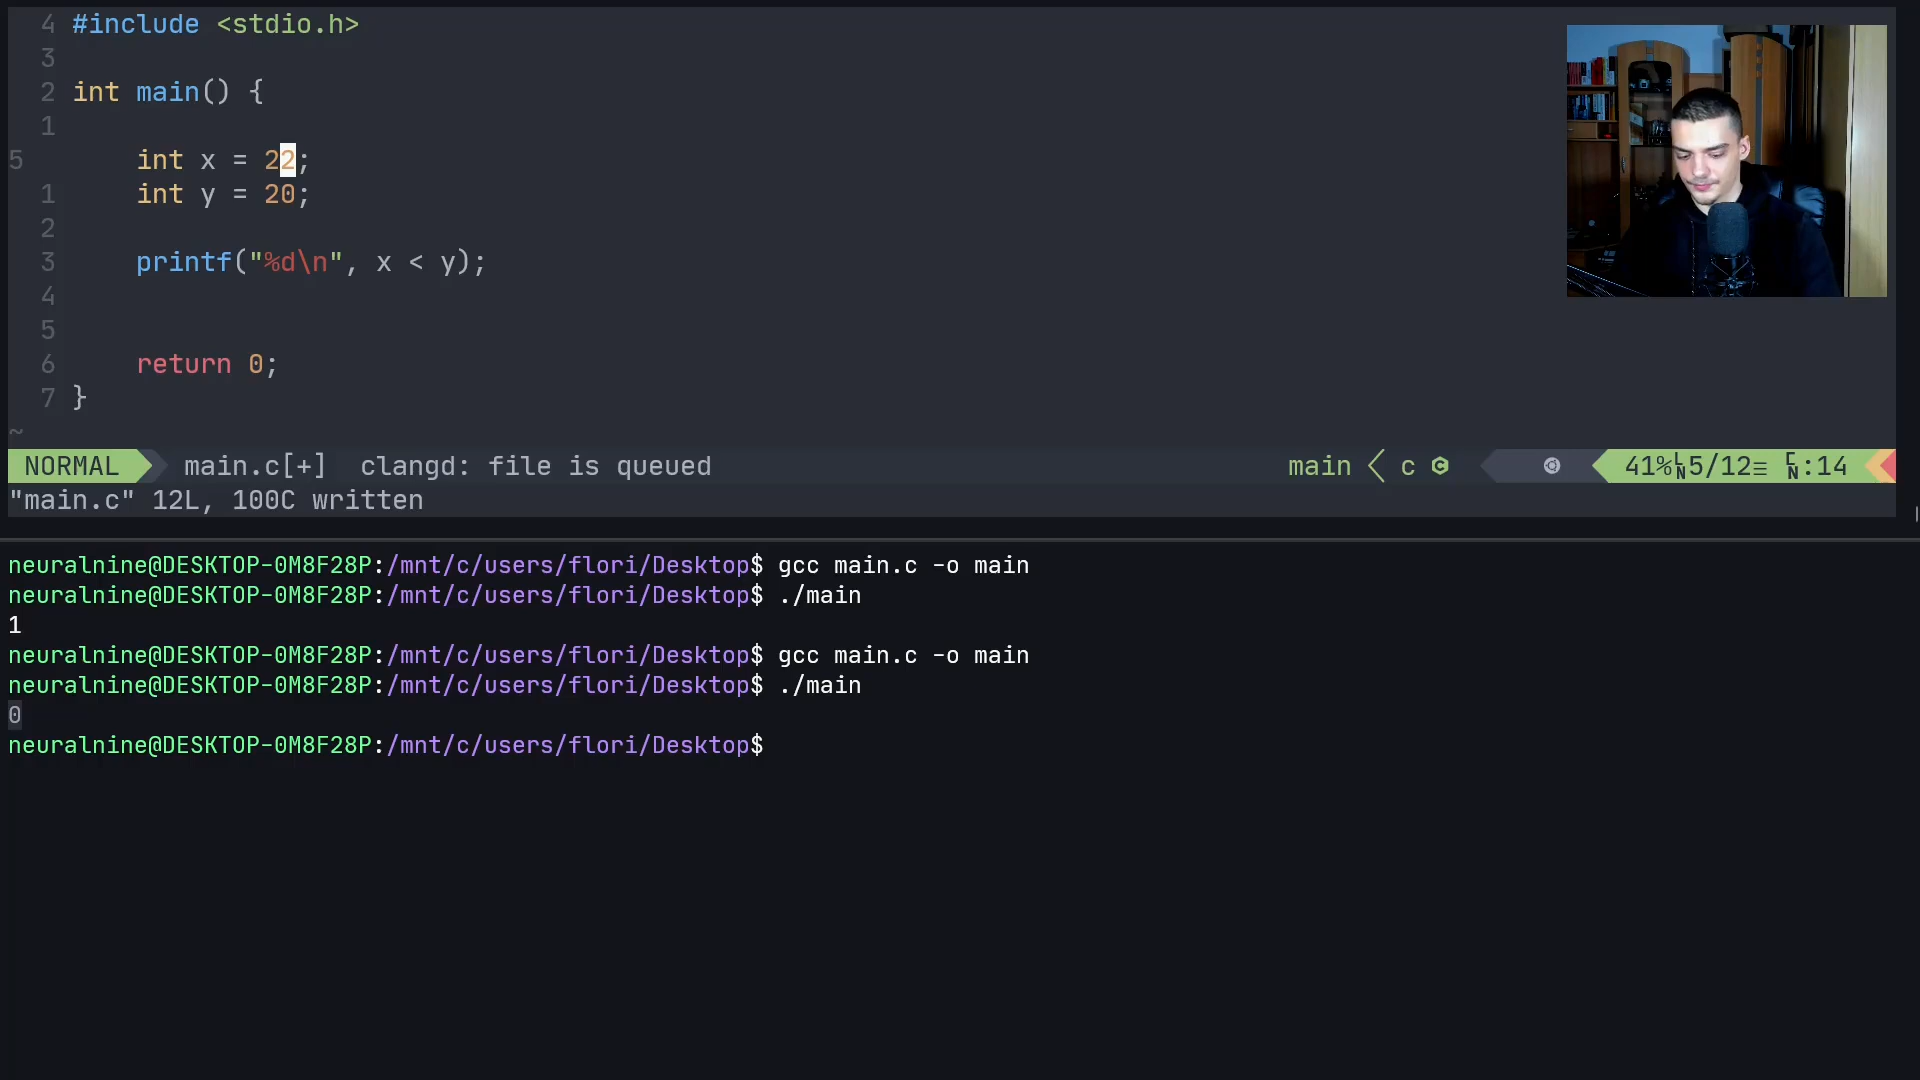 4 #include <stdio.h>
3
2 int main() {
1
5 int x = 22;
1 int y = 20;
2
3 printf("%d\n", x < y);
4
5
6 return 0;
7 }
~
NORMAL main.c[+] clangd: file is queued main c 41% LN 5/12≡ CN:14
"main.c" 12L, 100C written
neuralnine@DESKTOP-0M8F28P:/mnt/c/users/flori/Desktop$ gcc main.c -o main
neuralnine@DESKTOP-0M8F28P:/mnt/c/users/flori/Desktop$ ./main
1
neuralnine@DESKTOP-0M8F28P:/mnt/c/users/flori/Desktop$ gcc main.c -o main
neuralnine@DESKTOP-0M8F28P:/mnt/c/users/flori/Desktop$ ./main
0
neuralnine@DESKTOP-0M8F28P:/mnt/c/users/flori/Desktop$